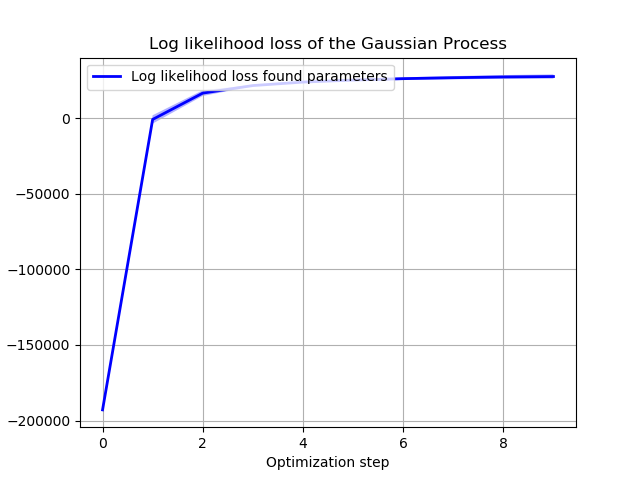 Log likelihood loss of the Gaussian Process
Log likelihood loss found parameters
0
−50000
−100000
−150000
−200000
0 2 4 6 8
Optimization step